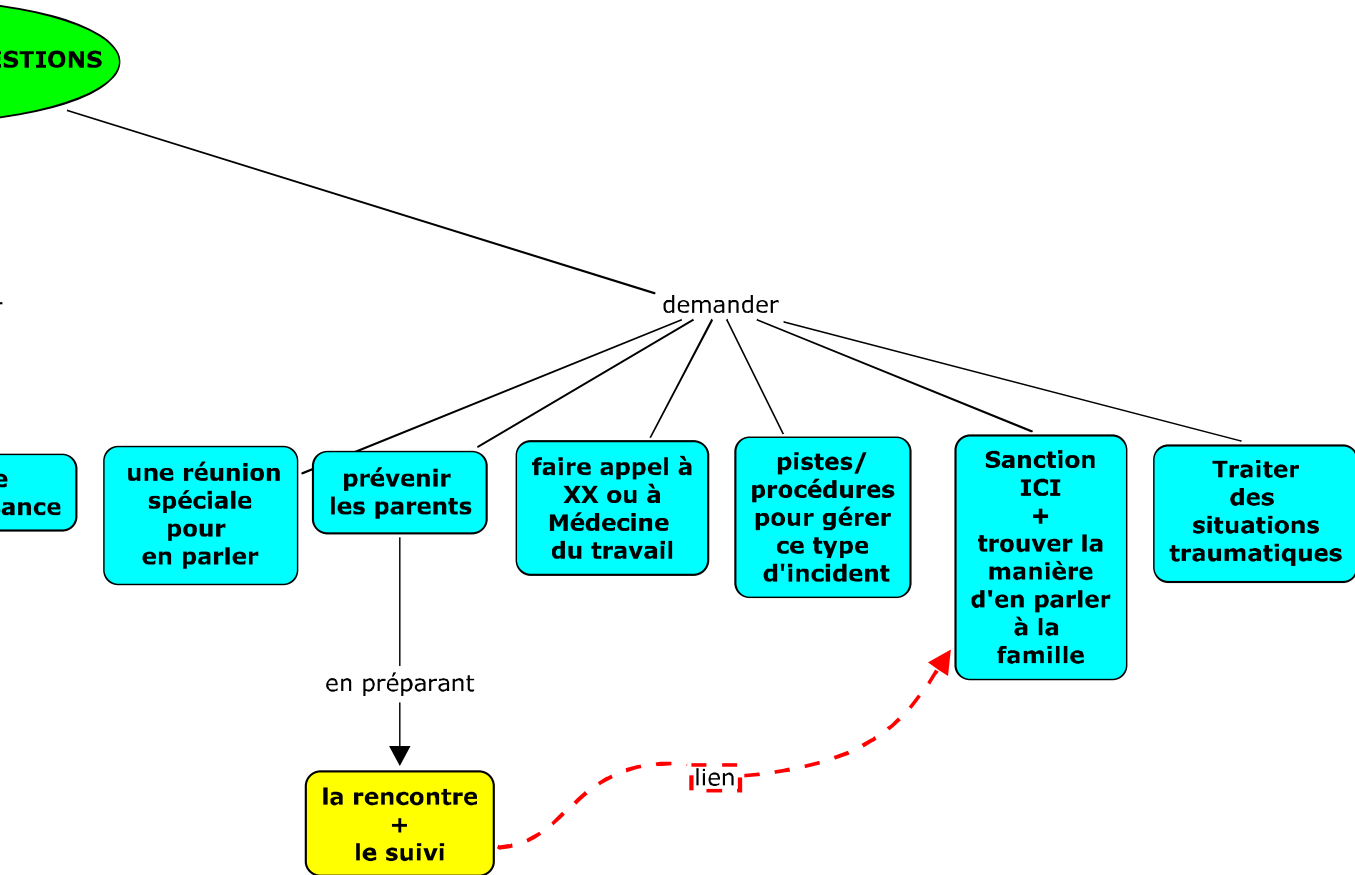 ESTIONS
demander
e
sance
une réunion
spéciale
pour
en parler
prévenir
les parents
faire appel à
XX ou à
Médecine
du travail
pistes/
procédures
pour gérer
ce type
d'incident
Sanction
ICI
+
trouver la
manière
d'en parler
à la
famille
Traiter
des
situations
traumatiques
en préparant
la rencontre
+
le suivi
lien